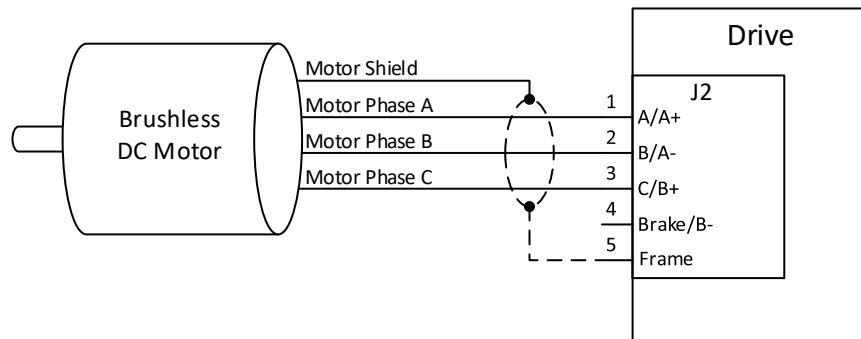 Drive
J2
Brushless
DC Motor
Motor Shield
Motor Phase A
1
A/A+
Motor Phase B
2
B/A-
Motor Phase C
3
C/B+
4
Brake/B-
5
Frame